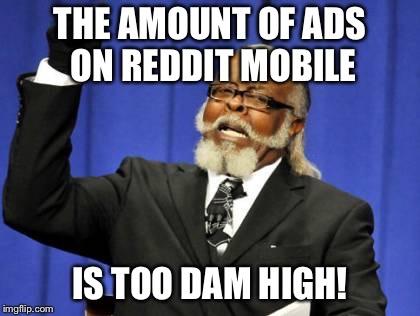 THE AMOUNT OF ADS
ON REDDIT MOBILE
IS TOO DAM HIGH!
imgflip.com